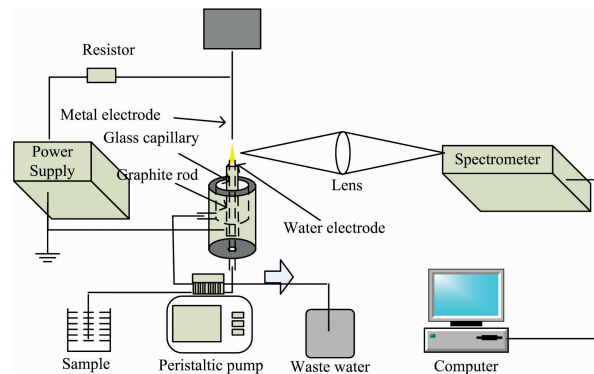 Resistor
Metal electrode
Glass capillary
Power
Supply
Graphite rod
Lens
Spectrometer
Water electrode
Sample
Peristaltic pump
Waste water
Computer